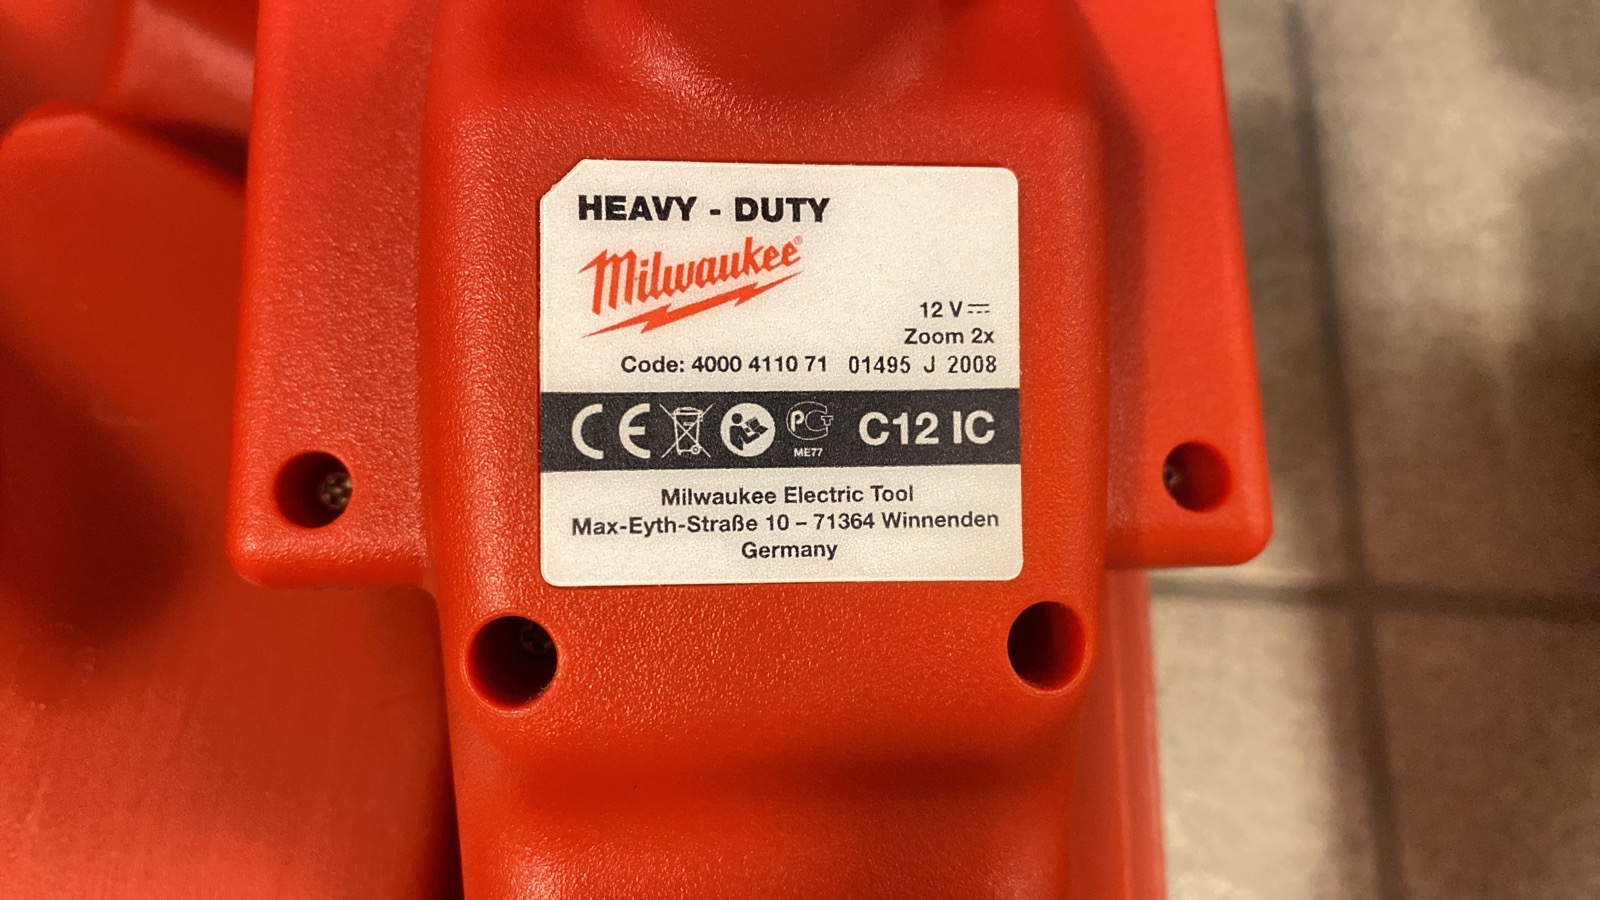 HEAVY - DUTY
Milwaukee®
12 V
Zoom 2x
Code: 4000 4110 71 01495 J 2008
CE PCT ME77 C12 IC
Milwaukee Electric Tool
Max-Eyth-Straße 10 – 71364 Winnenden
Germany